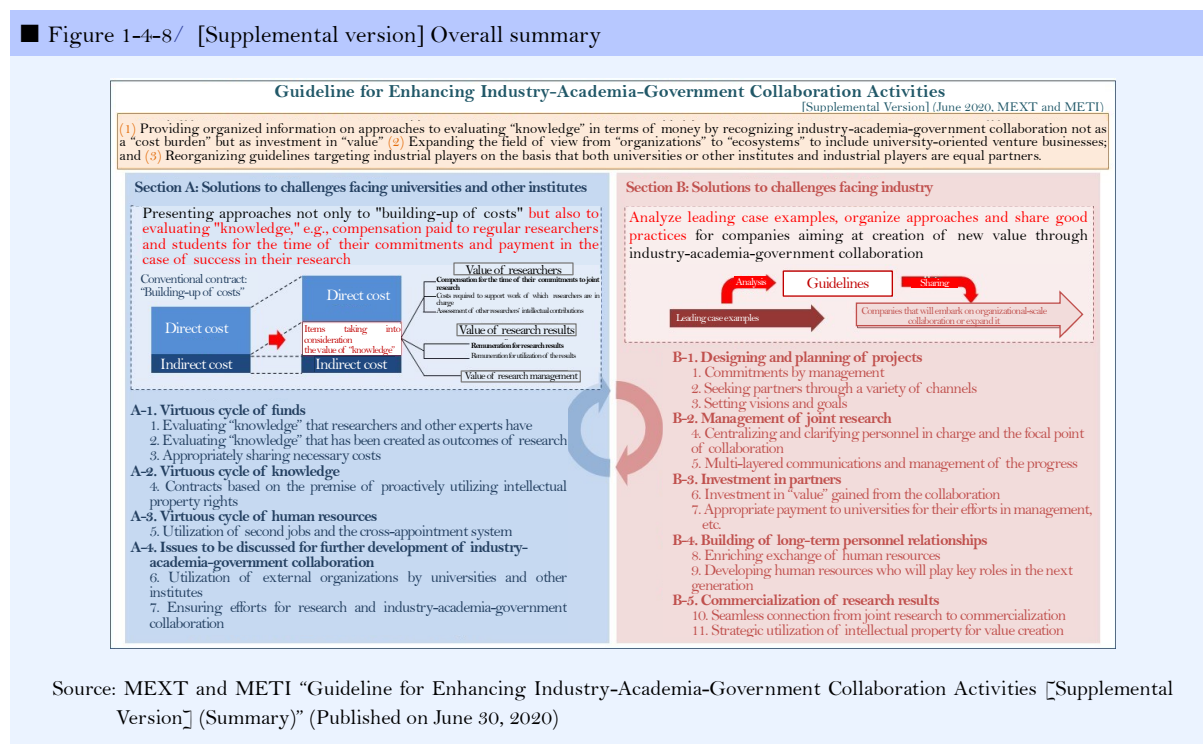 ■ Figure 1-4-8/ [Supplemental version] Overall summary
Guideline for Enhancing Industry-Academia-Government Collaboration Activities
[Supplemental Version] (June 2020, MEXT and METI)
(1) Providing organized information on approaches to evaluating “knowledge” in terms of money by recognizing industry-academia-government collaboration not as
a “cost burden” but as investment in “value” (2) Expanding the field of view from “organizations” to “ecosystems” to include university-oriented venture businesses;
and (3) Reorganizing guidelines targeting industrial players on the basis that both universities or other institutes and industrial players are equal partners.
Section A: Solutions to challenges facing universities and other institutes
Presenting approaches not only to "building-up of costs" but also to
evaluating "knowledge," e.g., compensation paid to regular researchers
and students for the time of their commitments and payment in the
case of success in their research
Conventional contract:
“Building-up of costs”
Direct cost
Indirect cost
Direct cost
Items taking into
consideration
the value of “knowledge”
Indirect cost
Value of researchers
Compensation for the time of their commitments to joint
research
Costs required to support work of which researchers are in
charge
Assessment of other researchers' intellectual contributions
Value of research results
Remuneration for research results
Remuneration for utilization of the results
Value of research management
A-1. Virtuous cycle of funds
1. Evaluating “knowledge” that researchers and other experts have
2. Evaluating “knowledge” that has been created as outcomes of research
3. Appropriately sharing necessary costs
A-2. Virtuous cycle of knowledge
4. Contracts based on the premise of proactively utilizing intellectual
property rights
A-3. Virtuous cycle of human resources
5. Utilization of second jobs and the cross-appointment system
A-4. Issues to be discussed for further development of industry-
academia-government collaboration
6. Utilization of external organizations by universities and other
institutes
7. Ensuring efforts for research and industry-academia-government
collaboration
Section B: Solutions to challenges facing industry
Analyze leading case examples, organize approaches and share good
practices for companies aiming at creation of new value through
industry-academia-government collaboration
Analysis
Guidelines
Sharing
Leading case examples
Companies that will embark on organizational-scale
collaboration or expand it
B-1. Designing and planning of projects
1. Commitments by management
2. Seeking partners through a variety of channels
3. Setting visions and goals
B-2. Management of joint research
4. Centralizing and clarifying personnel in charge and the focal point
of collaboration
5. Multi-layered communications and management of the progress
B-3. Investment in partners
6. Investment in “value” gained from the collaboration
7. Appropriate payment to universities for their efforts in management,
etc.
B-4. Building of long-term personnel relationships
8. Enriching exchange of human resources
9. Developing human resources who will play key roles in the next
generation
B-5. Commercialization of research results
10. Seamless connection from joint research to commercialization
11. Strategic utilization of intellectual property for value creation
Source: MEXT and METI “Guideline for Enhancing Industry-Academia-Government Collaboration Activities [Supplemental
Version] (Summary)” (Published on June 30, 2020)